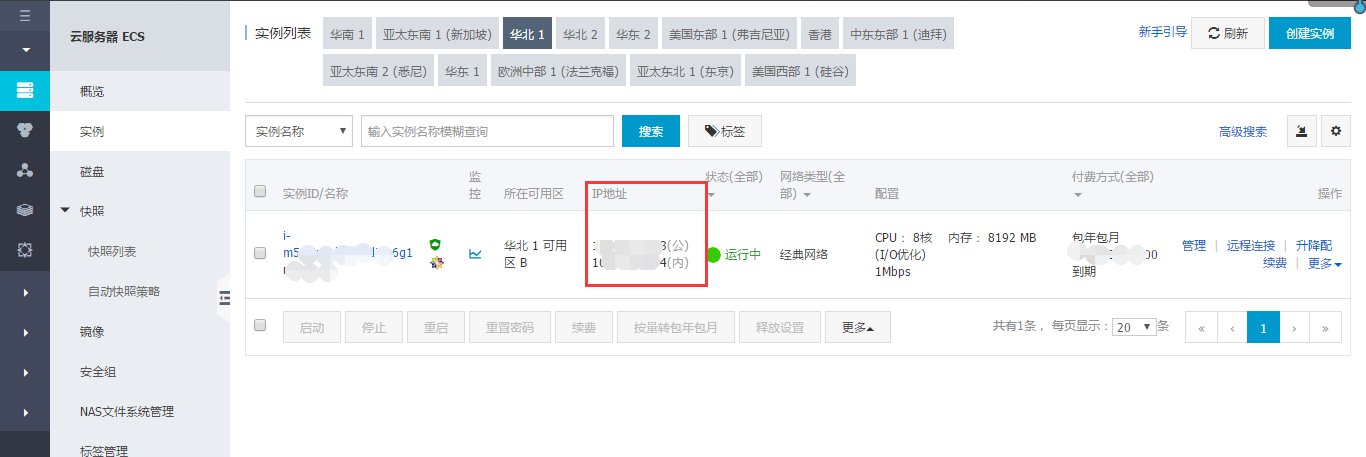 云服务器 ECS
概览
实例
磁盘
快照
快照列表
自动快照策略
镜像
安全组
NAS文件系统管理
标签管理
实例列表 华南 1 亚太东南 1 (新加坡) 华北 1 华北 2 华东 2 美国东部 1 (弗吉尼亚) 香港 中东东部 1 (迪拜)
新手引导 刷新 创建实例
亚太东南 2 (悉尼) 华东 1 欧洲中部 1 (法兰克福) 亚太东北 1 (东京) 美国西部 1 (硅谷)
实例名称 输入实例名称模糊查询 搜索 标签 高级搜索
实例ID/名称 监控 所在可用区 IP地址 状态(全部) 网络类型(全部) 配置 付费方式(全部) 操作
i-
华北 1 可用
区 B
(公)
(内)
运行中
经典网络
CPU： 8核 内存： 8192 MB
(I/O优化)
1Mbps
包年包月
到期
管理 | 远程连接 | 升降配
续费 | 更多
启动 停止 重启 重置密码 续费 按量转包年包月 释放设置 更多
共有1条， 每页显示： 20 条 « ‹ 1 › »